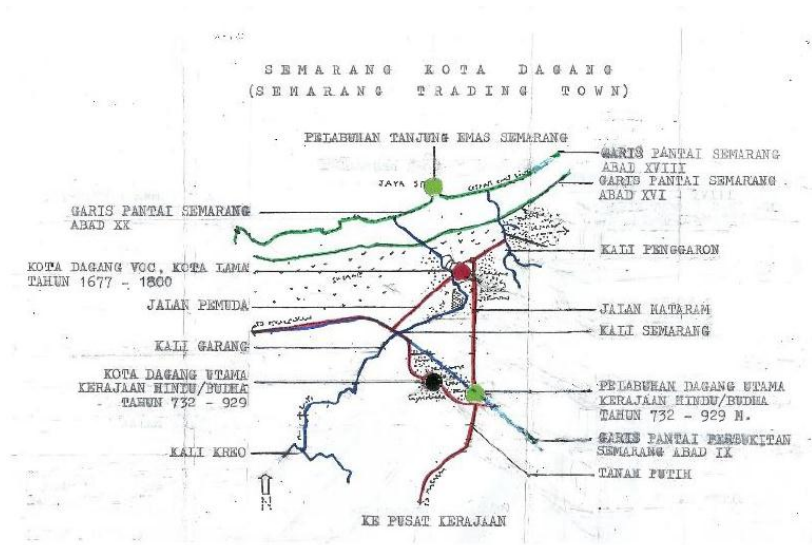 SEMARANG KOTA DAGANG
(SEMARANG TRADING TOWN)
PELABUHAN TANJUNG EMAS SEMARANG
GARIS PANTAI SEMARANG
ABAD XVIII
GARIS PANTAI SEMARANG
ABAD XVI
GARIS PANTAI SEMARANG
ABAD XX
KALI PENGGARON
KOTA DAGANG VOC, KOTA LAMA
TAHUN 1677 - 1800
JALAN PEMUDA
JALAN MATARAM
KALI SEMARANG
KALI GARANG
KOTA DAGANG UTAMA
KERAJAAN HINDU/BUDHA
TAHUN 732 - 929
PELABUHAN DAGANG UTAMA
KERAJAAN HINDU/BUDHA
TAHUN 732 - 929 M.
GARIS PANTAI PERBUKITAN
SEMARANG ABAD IX
KALI KREO
TANAH PUTIH
N
KE PUSAT KERAJAAN